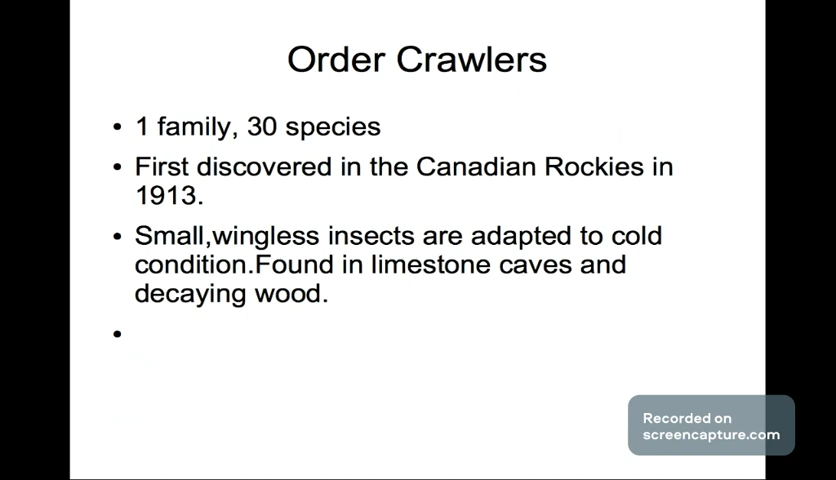 Order Crawlers
• 1 family, 30 species
• First discovered in the Canadian Rockies in
1913.
• Small,wingless insects are adapted to cold
condition.Found in limestone caves and
decaying wood.
•
Recorded on
screencapture.com